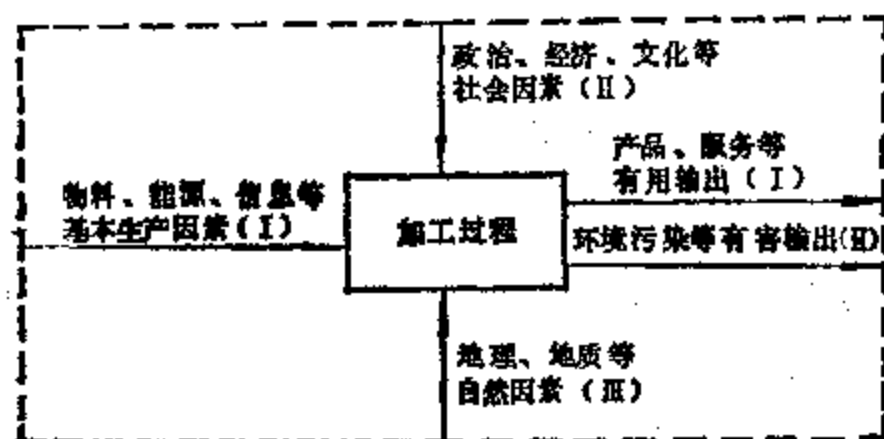 政治、经济、文化等
社会因素(Ⅱ)
产品、服务等
有用输出(Ⅰ)
物料、能源、信息等
基本生产因素(Ⅰ)
加工过程
环境污染等有害输出(Ⅱ)
地理、地质等
自然因素(Ⅲ)